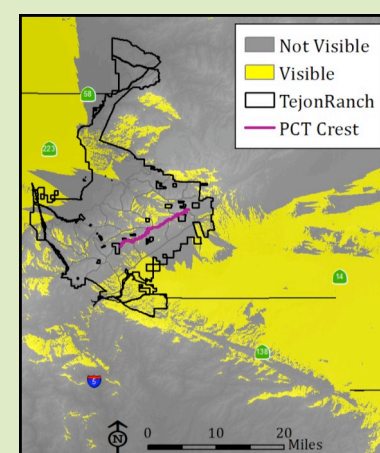 Not Visible
Visible
TejonRanch
PCT Crest
58
223
14
138
5
N
0 10 20
Miles